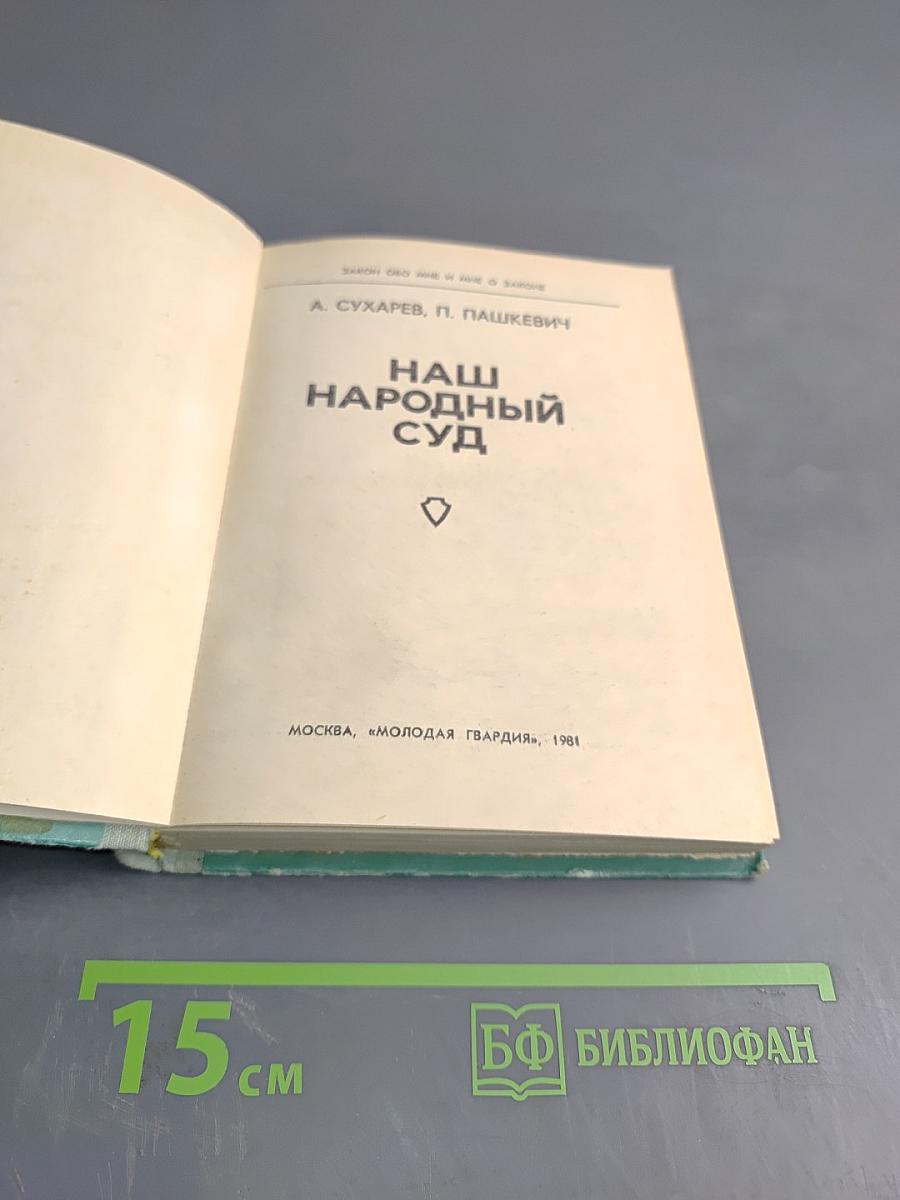 ЗАКОН ОБО МНЕ И МНЕ О ЗАКОНЕ
А. СУХАРЕВ, П. ПАШКЕВИЧ
НАШ
НАРОДНЫЙ
СУД
МОСКВА, «МОЛОДАЯ ГВАРДИЯ», 1981
15 см
БФ БИБЛИОФАН